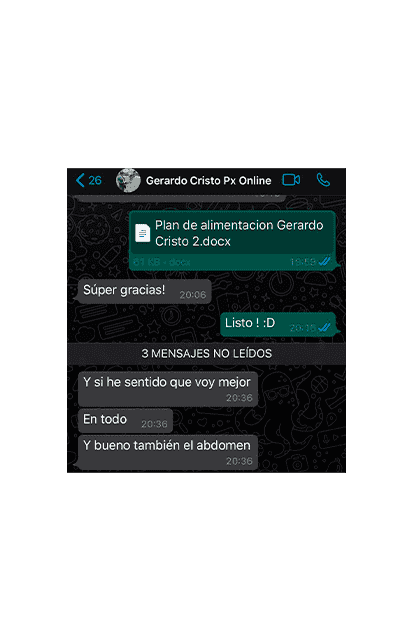 26
Gerardo Cristo Px Online
Plan de alimentacion Gerardo
Cristo 2.docx
61 KB • docx
19:59
Súper gracias!
20:06
Listo ! :D
20:15
3 MENSAJES NO LEÍDOS
Y si he sentido que voy mejor
20:36
En todo
20:36
Y bueno también el abdomen
20:36